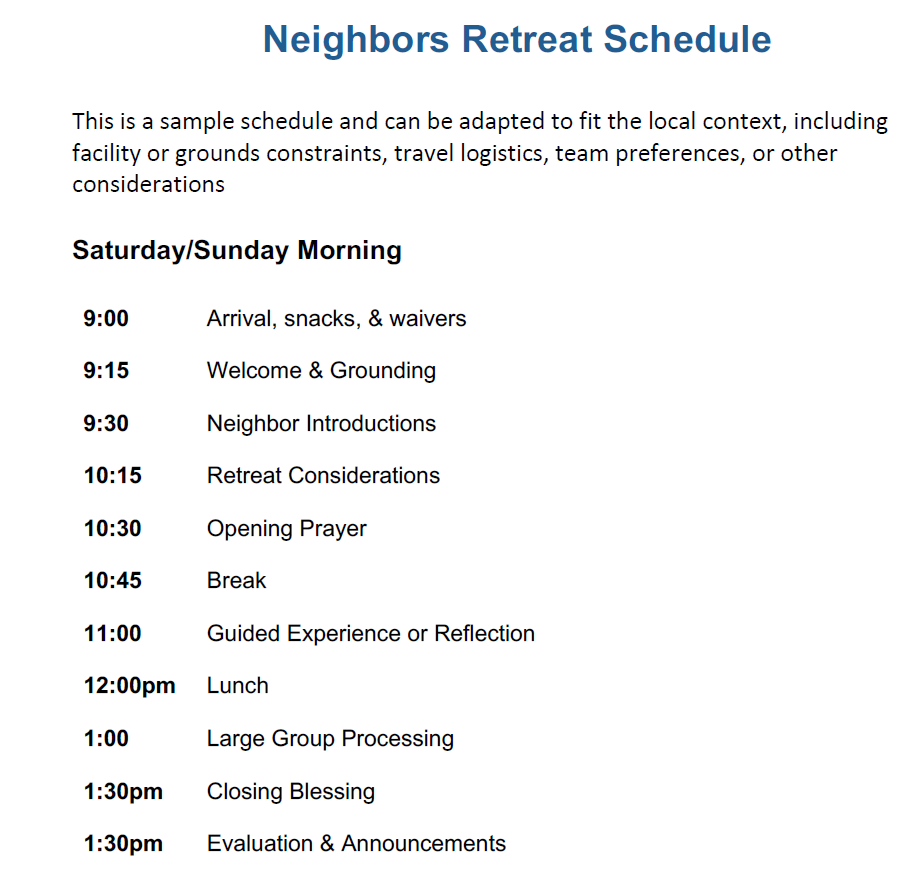 Neighbors Retreat Schedule
This is a sample schedule and can be adapted to fit the local context, including
facility or grounds constraints, travel logistics, team preferences, or other
considerations
Saturday/Sunday Morning
9:00 Arrival, snacks, & waivers
9:15 Welcome & Grounding
9:30 Neighbor Introductions
10:15 Retreat Considerations
10:30 Opening Prayer
10:45 Break
11:00 Guided Experience or Reflection
12:00pm Lunch
1:00 Large Group Processing
1:30pm Closing Blessing
1:30pm Evaluation & Announcements